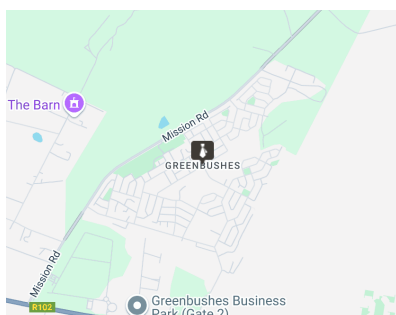 The Barn
Mission Rd
GREENBUSHES
Mission Rd
R102
Greenbushes Business
Park (Gate 2)